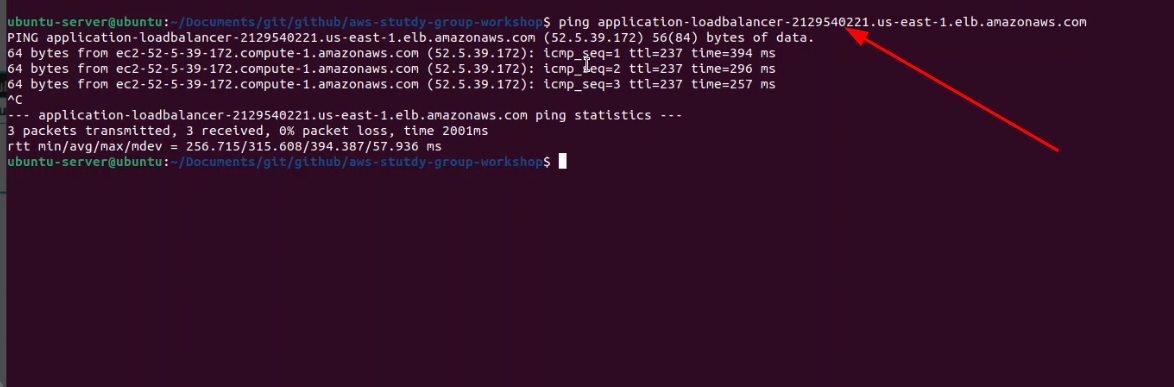 ubuntu-server@ubuntu:~/Documents/git/github/aws-stutdy-group-workshop$ ping application-loadbalancer-2129540221.us-east-1.elb.amazonaws.com
PING application-loadbalancer-2129540221.us-east-1.elb.amazonaws.com (52.5.39.172) 56(84) bytes of data.
64 bytes from ec2-52-5-39-172.compute-1.amazonaws.com (52.5.39.172): icmp_seq=1 ttl=237 time=394 ms
64 bytes from ec2-52-5-39-172.compute-1.amazonaws.com (52.5.39.172): icmp_seq=2 ttl=237 time=296 ms
64 bytes from ec2-52-5-39-172.compute-1.amazonaws.com (52.5.39.172): icmp_seq=3 ttl=237 time=257 ms
^C
--- application-loadbalancer-2129540221.us-east-1.elb.amazonaws.com ping statistics ---
3 packets transmitted, 3 received, 0% packet loss, time 2001ms
rtt min/avg/max/mdev = 256.715/315.608/394.387/57.936 ms
ubuntu-server@ubuntu:~/Documents/git/github/aws-stutdy-group-workshop$